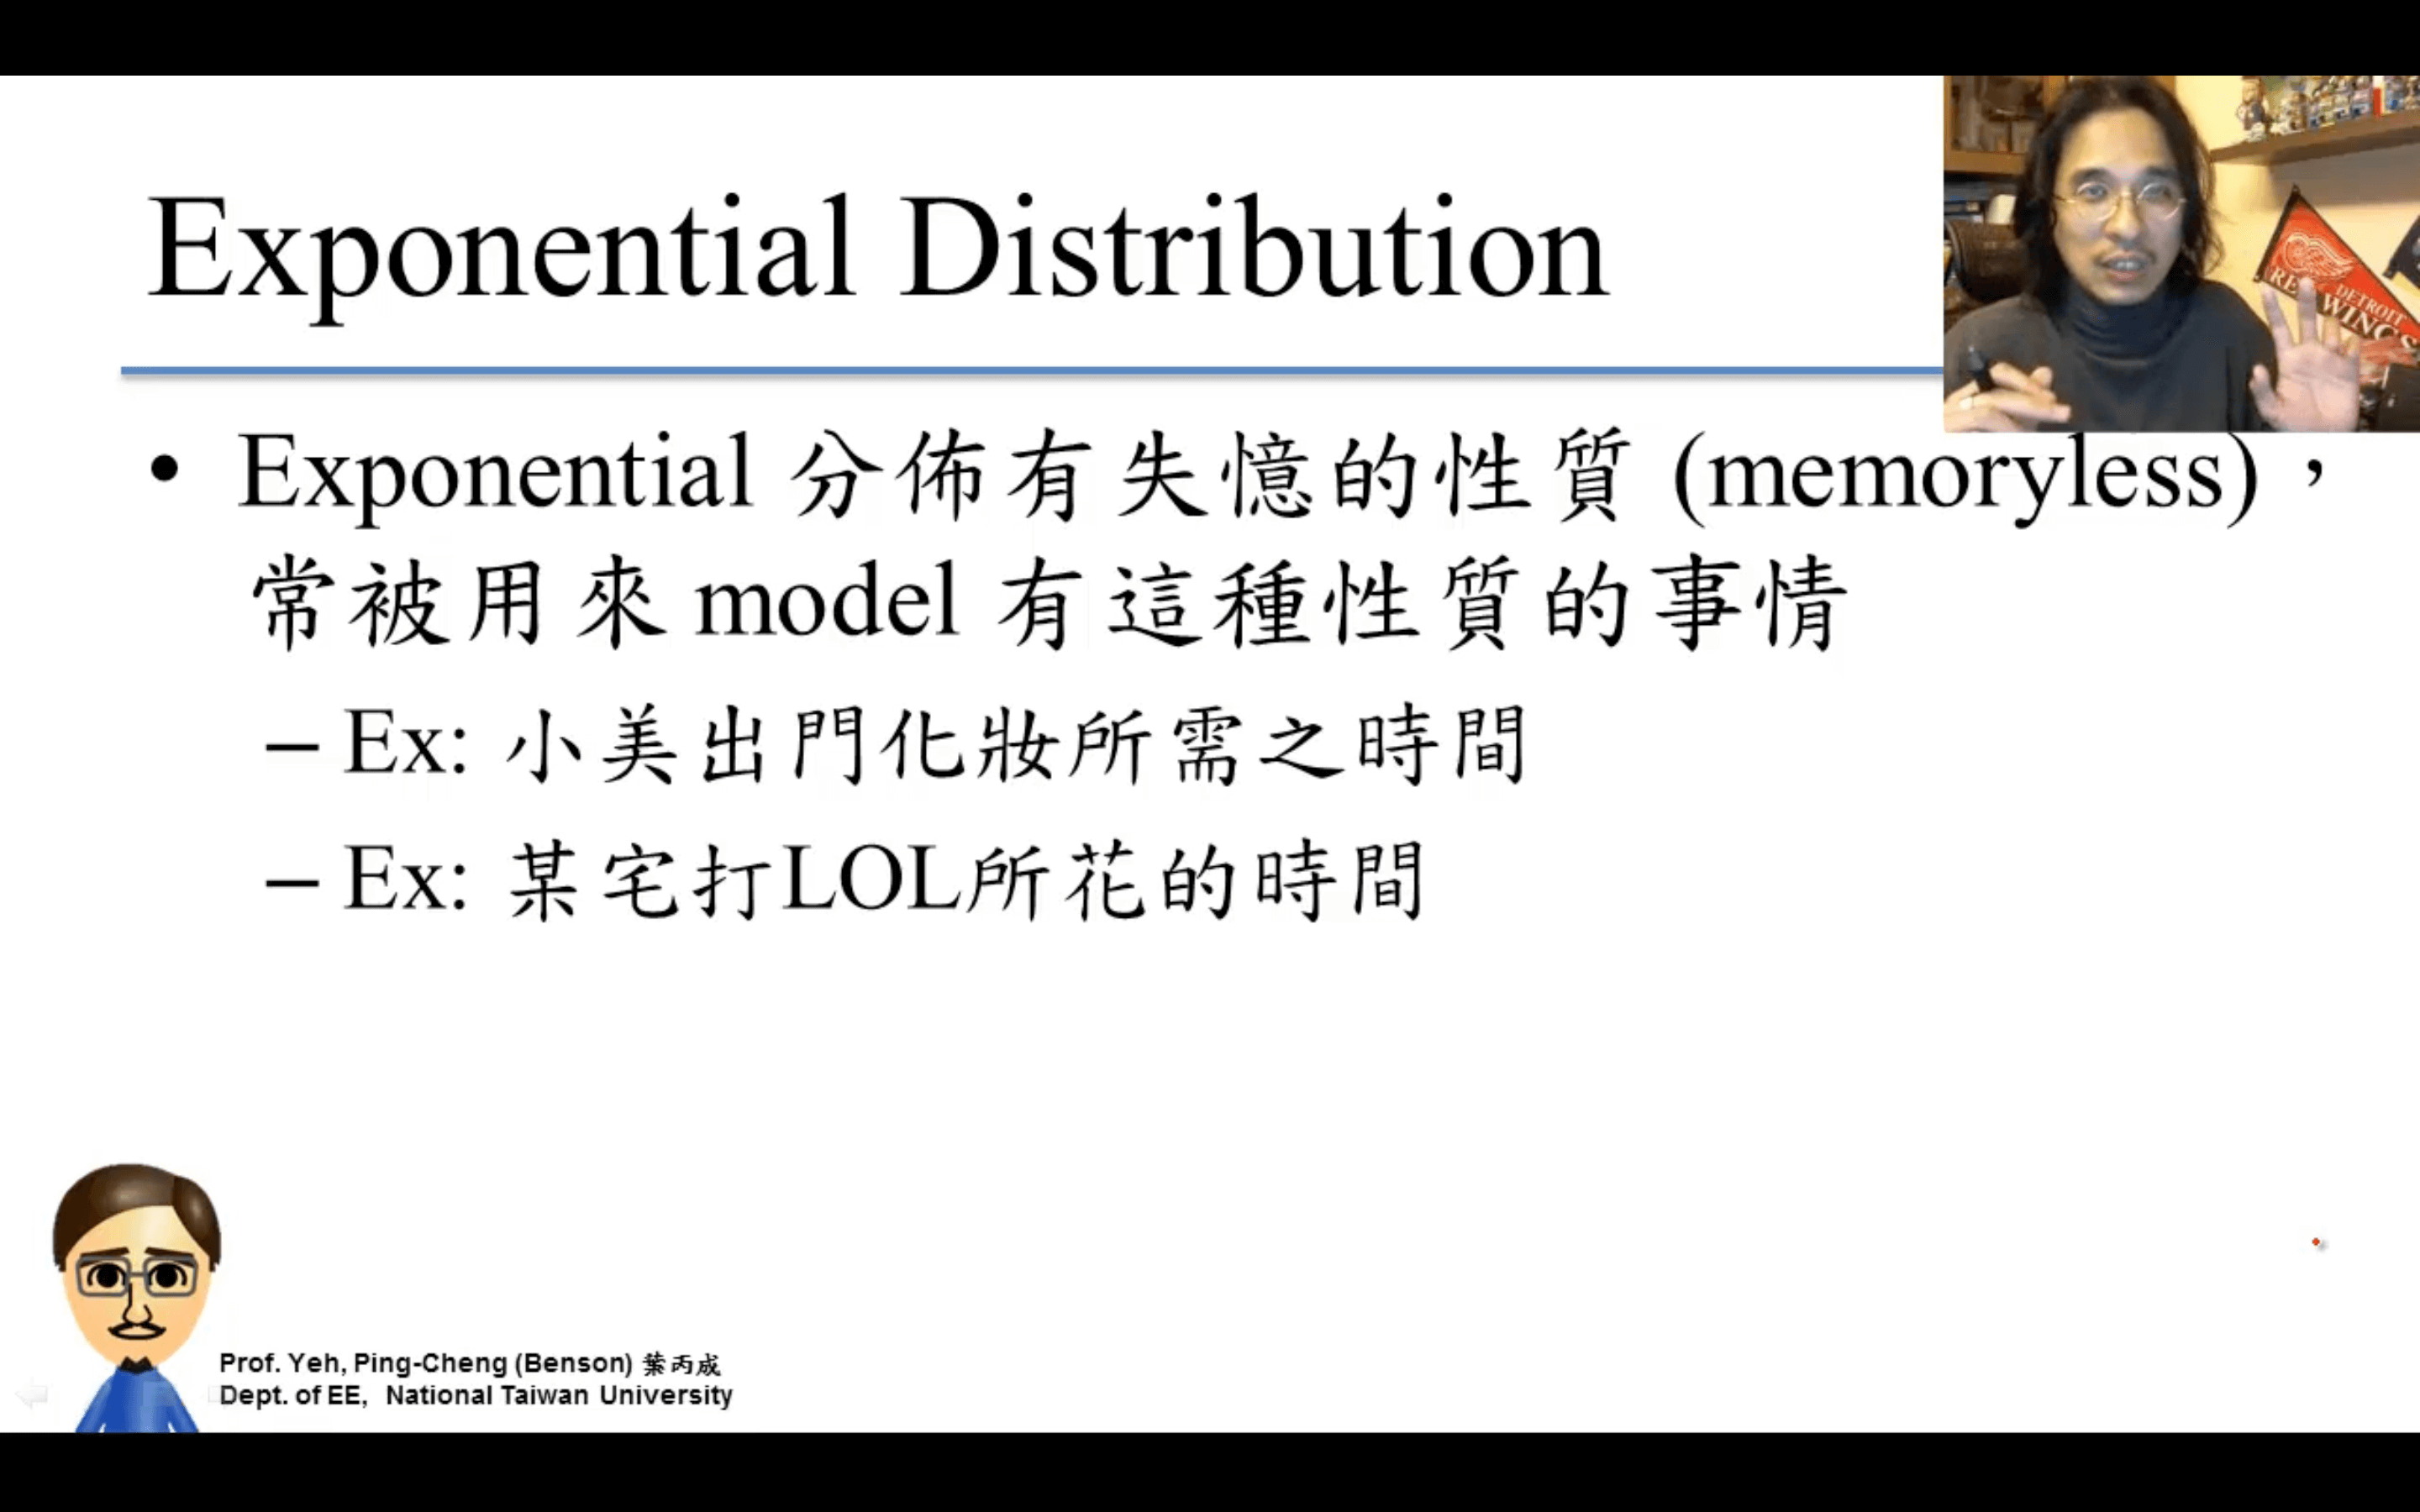 Exponential Distribution
DETROIT
RED WINGS
• Exponential 分佈有失憶的性質 (memoryless)，
常被用來 model 有這種性質的事情
– Ex: 小美出門化妝所需之時間
– Ex: 某宅打LOL所花的時間
Prof. Yeh, Ping-Cheng (Benson) 葉丙成
Dept. of EE, National Taiwan University